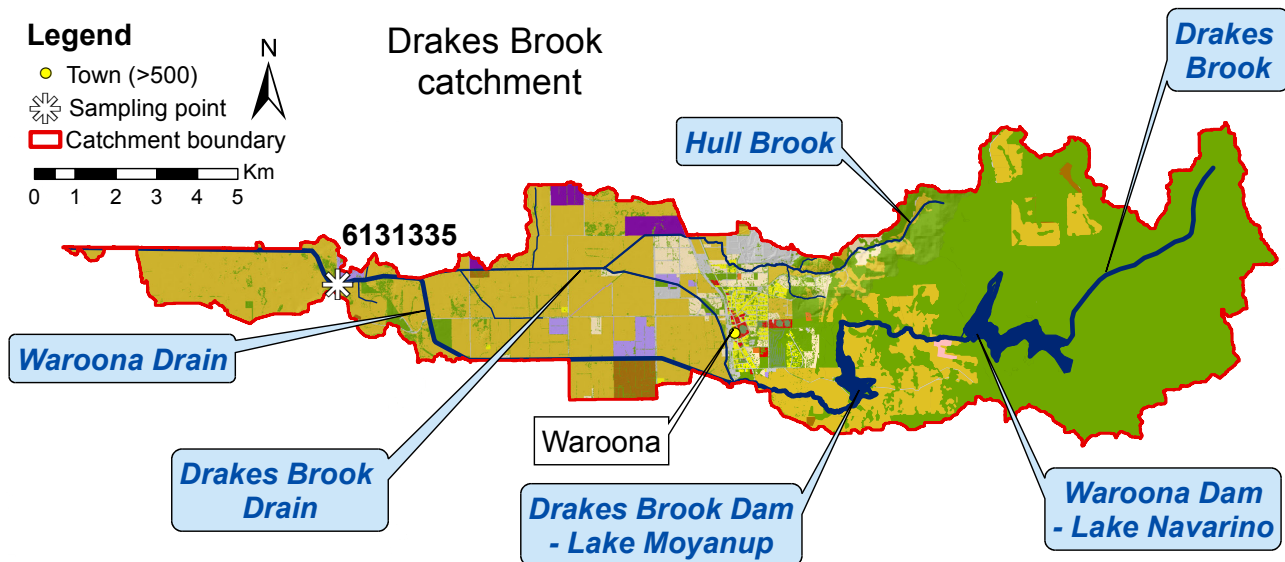 Legend
Town (>500)
Sampling point
Catchment boundary
Km
0 1 2 3 4 5
N
Drakes Brook
catchment
Drakes
Brook
Hull Brook
6131335
Waroona Drain
Drakes Brook
Drain
Waroona
Drakes Brook Dam
- Lake Moyanup
Waroona Dam
- Lake Navarino